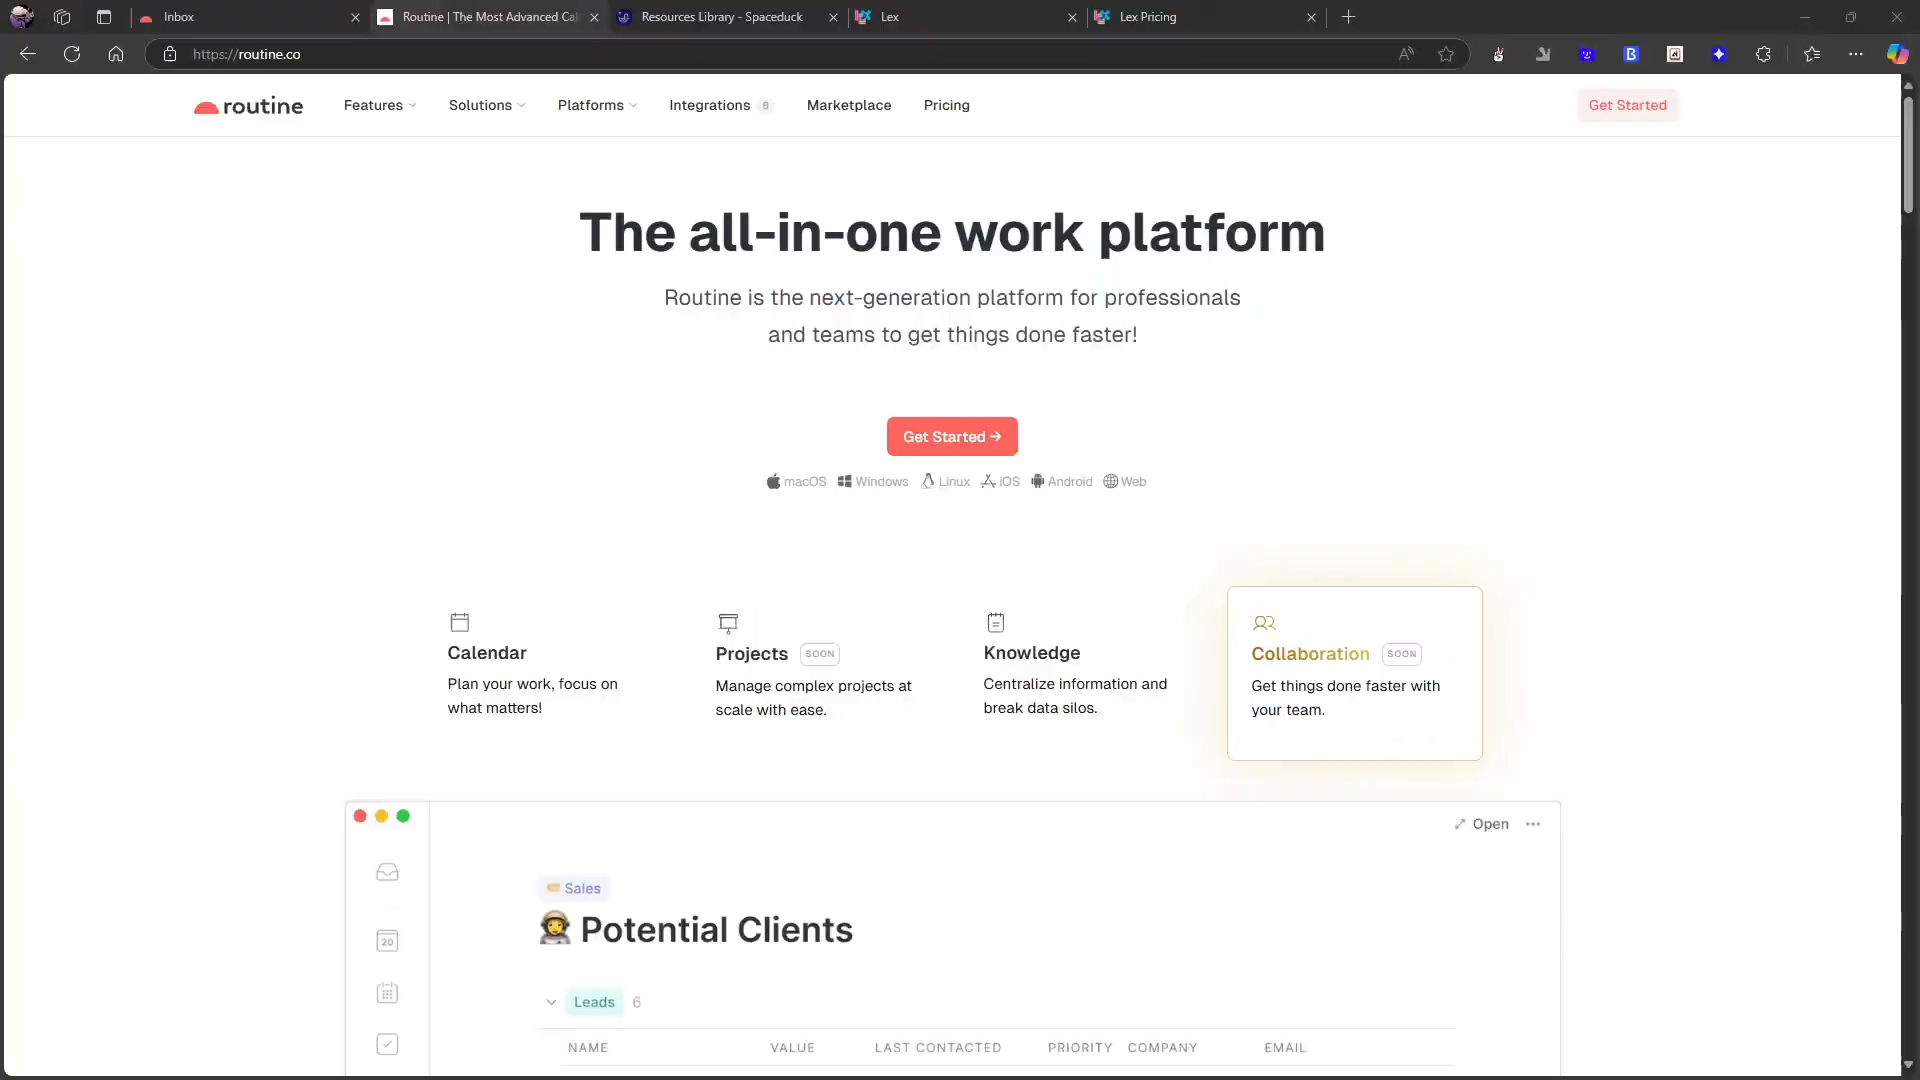 Inbox
Routine | The Most Advanced Cal
Resources Library - Spaceduck
Lex
Lex Pricing
https://routine.co
routine
Features
Solutions
Platforms
Integrations 8
Marketplace
Pricing
Get Started
The all-in-one work platform
Routine is the next-generation platform for professionals
and teams to get things done faster!
Get Started →
macOS Windows Linux iOS Android Web
Calendar
Plan your work, focus on
what matters!
Projects SOON
Manage complex projects at
scale with ease.
Knowledge
Centralize information and
break data silos.
Collaboration SOON
Get things done faster with
your team.
Open
20
Sales
Potential Clients
Leads 6
NAME VALUE LAST CONTACTED PRIORITY COMPANY EMAIL